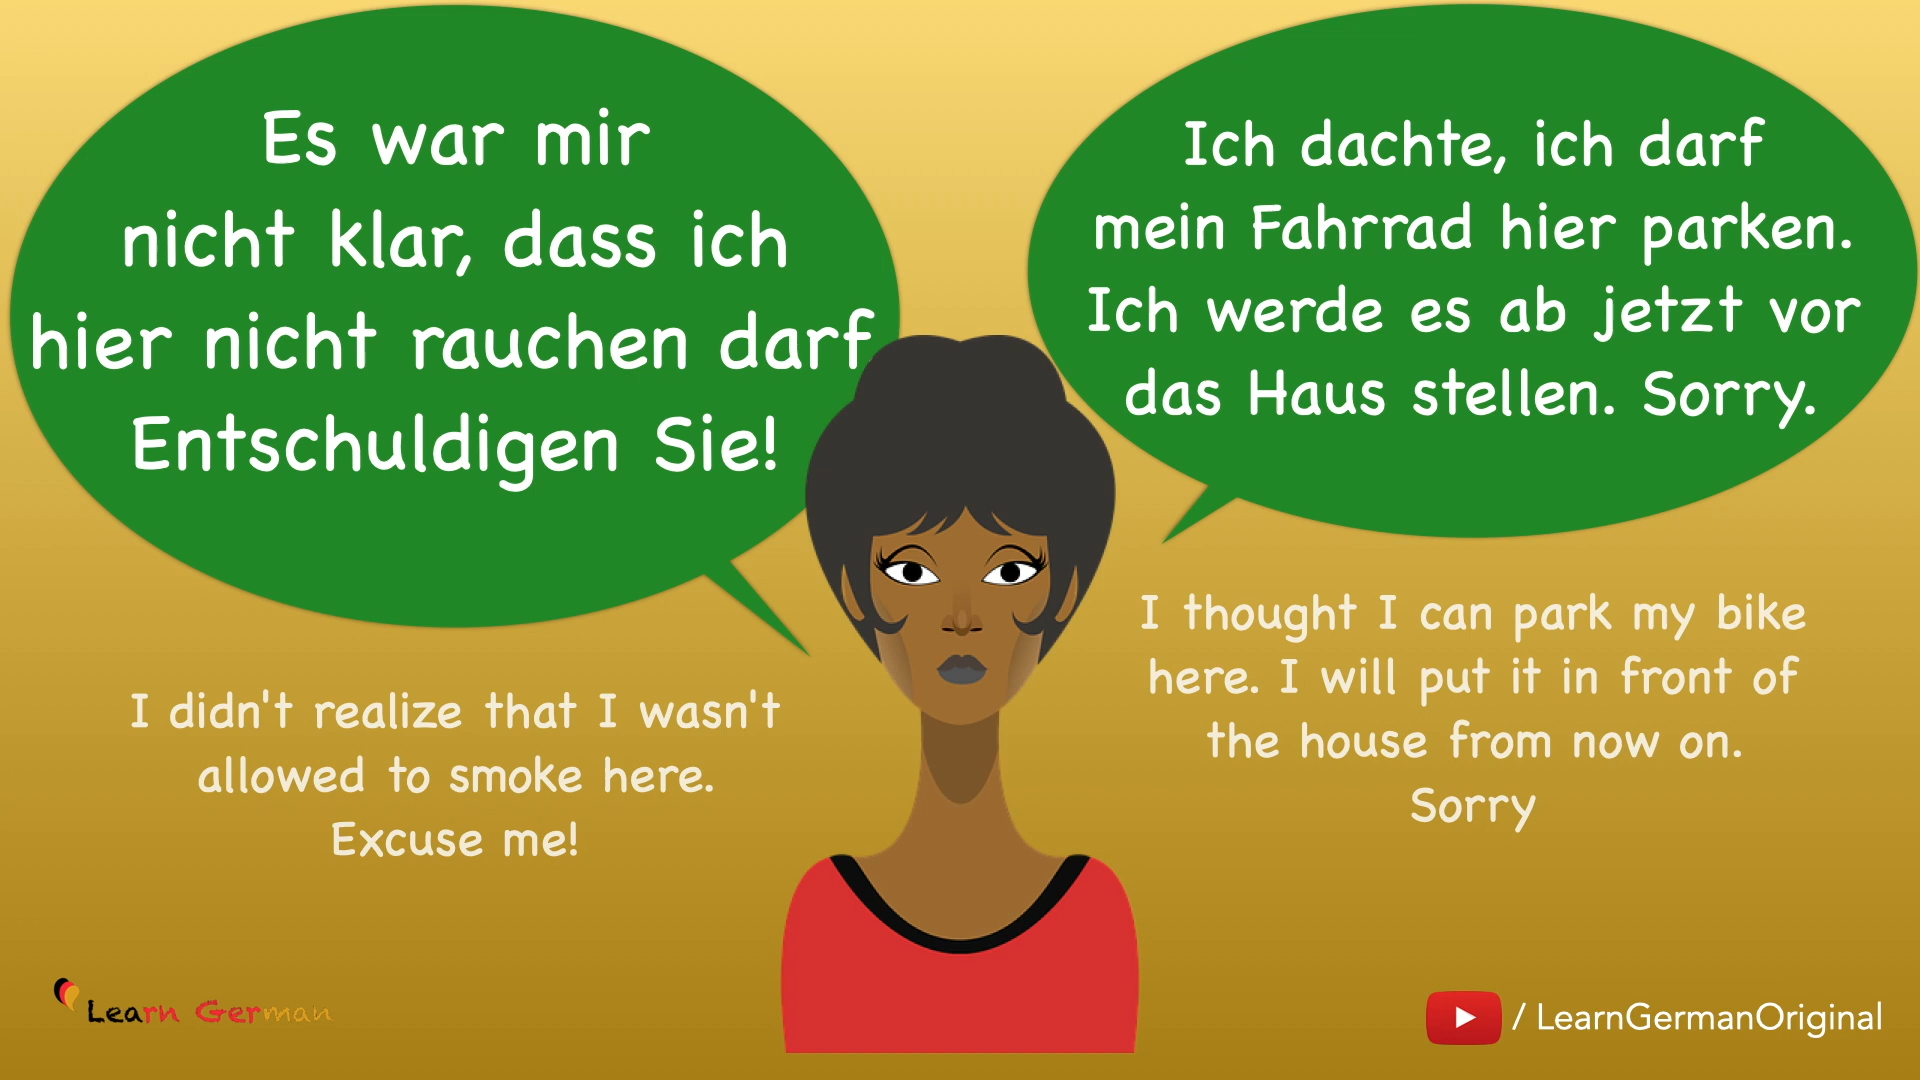 Es war mir
nicht klar, dass ich
hier nicht rauchen darf
Entschuldigen Sie!
I didn't realize that I wasn't
allowed to smoke here.
Excuse me!
Ich dachte, ich darf
mein Fahrrad hier parken.
Ich werde es ab jetzt vor
das Haus stellen. Sorry.
I thought I can park my bike
here. I will put it in front of
the house from now on.
Sorry
Learn German
/ LearnGermanOriginal